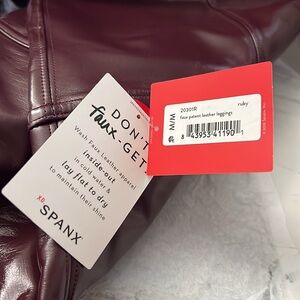 DON'T
faux-GET
Wash Faux Leather apparel
inside-out
in cold water &
lay flat to dry
to maintain their shine
XO
SPANX
20301R
ruby
faux patent leather leggings
M/M
8 43953 41190 1